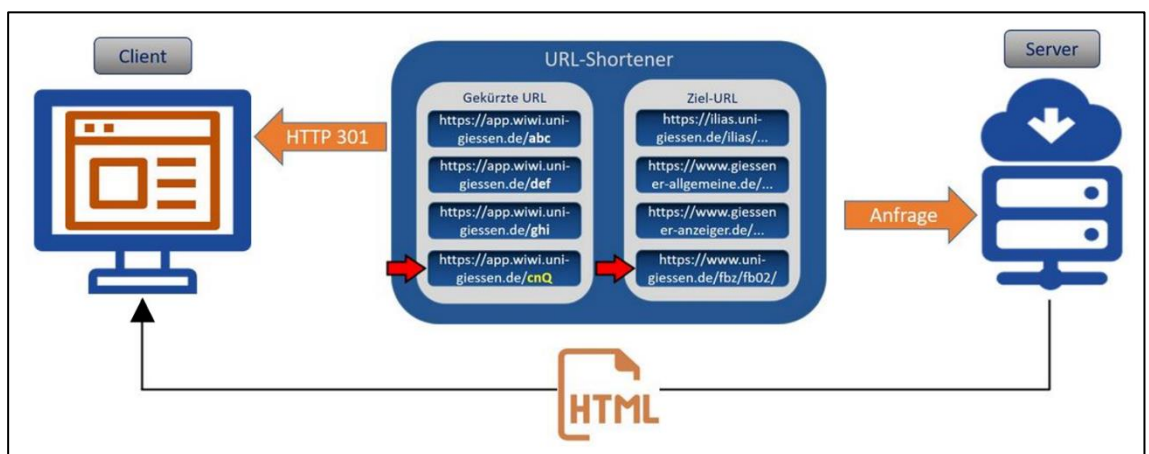 Client
URL-Shortener
Server
Gekürzte URL
Ziel-URL
https://app.wiwi.uni-
giessen.de/abc
https://ilias.uni-
giessen.de/ilias/...
HTTP 301
https://app.wiwi.uni-
giessen.de/def
https://www.giessen
er-allgemeine.de/...
https://app.wiwi.uni-
giessen.de/ghi
https://www.giessen
er-anzeiger.de/...
Anfrage
https://app.wiwi.uni-
giessen.de/cnQ
https://www.uni-
giessen.de/fbz/fb02/
HTML